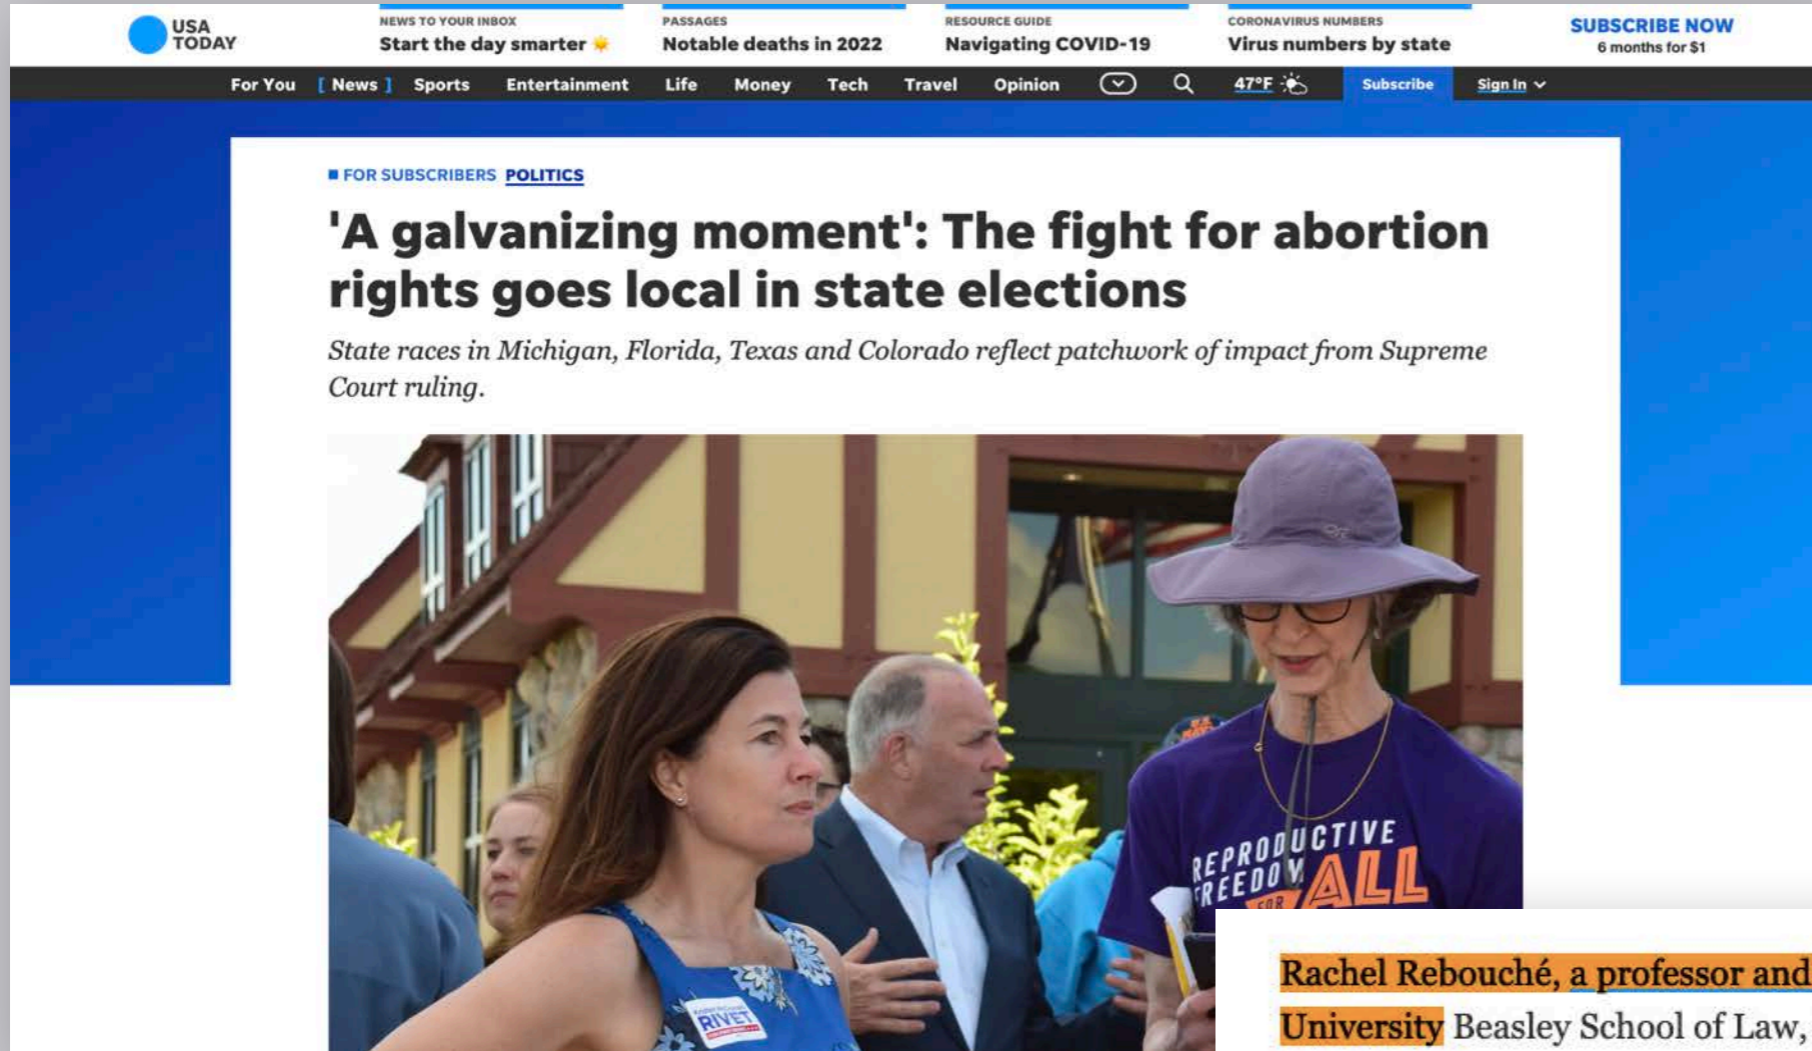 USA
TODAY
NEWS TO YOUR INBOX
Start the day smarter ☀️
PASSAGES
Notable deaths in 2022
RESOURCE GUIDE
Navigating COVID-19
CORONAVIRUS NUMBERS
Virus numbers by state
SUBSCRIBE NOW
6 months for $1
For You [ News ] Sports Entertainment Life Money Tech Travel Opinion 47°F Subscribe Sign In
FOR SUBSCRIBERS POLITICS
'A galvanizing moment': The fight for abortion
rights goes local in state elections
State races in Michigan, Florida, Texas and Colorado reflect patchwork of impact from Supreme
Court ruling.
REPRODUCTIVE
FREEDOM
FOR ALL
RIVET
Rachel Rebouché, a professor and
University Beasley School of Law,